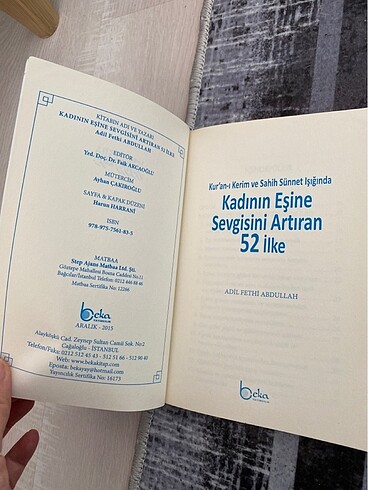 KİTABIN ADI VE YAZARI
KADININ EŞİNE SEVGİSİNİ ARTIRAN 52 İLKE
Adil Fethi ABDULLAH
EDİTÖR
Yrd. Doç. Dr. Faik AKCAOĞLU
MÜTERCİM
Ayhan ÇAKIROĞLU
SAYFA & KAPAK DÜZENİ
Harun HARRANİ
ISBN
978-975-7561-83-5
MATBAA
Step Ajans Matbaa Ltd. Şti.
Göztepe Mahallesi Bosna Caddesi No.11
Bağcılar/İstanbul Telefon; 0212 446 88 46
Matbaa Sertifika No: 12266
beka
YAYINCILIK
ARALIK - 2015
Alayköşkü Cad. Zeynep Sultan Camii Sok. No.2
Cağaloğlu - İSTANBUL
Telefon/Faks: 0212 512 45 43 - 512 51 66 - 512 90 40
Web: www.bekakitap.com
Eposta: bekayay@hotmail.com
Yayıncılık Sertifika No: 16173
Kur'an-ı Kerim ve Sahih Sünnet Işığında
Kadının Eşine
Sevgisini Artıran
52 İlke
ADİL FETHİ ABDULLAH
beka
YAYINCILIK